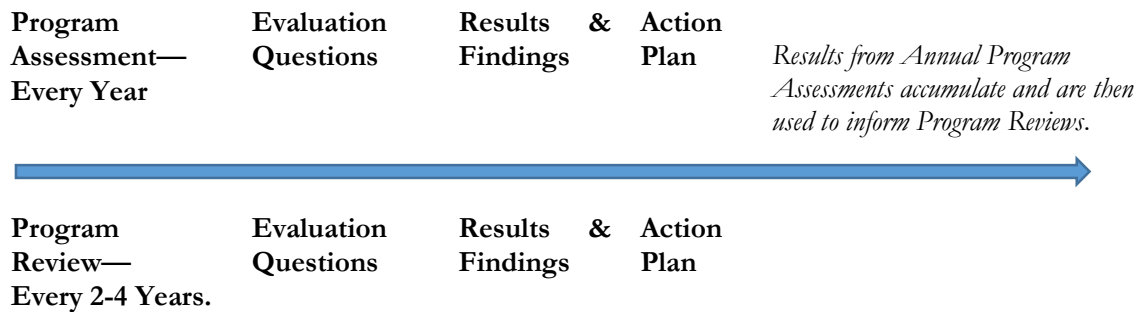 Program
Assessment—
Every Year
Evaluation
Questions
Results & 
Findings
Action
Plan
Results from Annual Program
Assessments accumulate and are then
used to inform Program Reviews.
Program
Review—
Every 2-4 Years.
Evaluation
Questions
Results &
Findings
Action
Plan